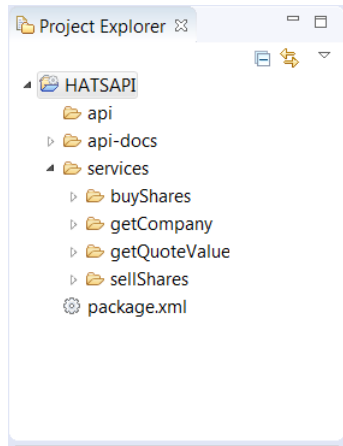 Project Explorer
HATSAPI
api
api-docs
services
buyShares
getCompany
getQuoteValue
sellShares
package.xml